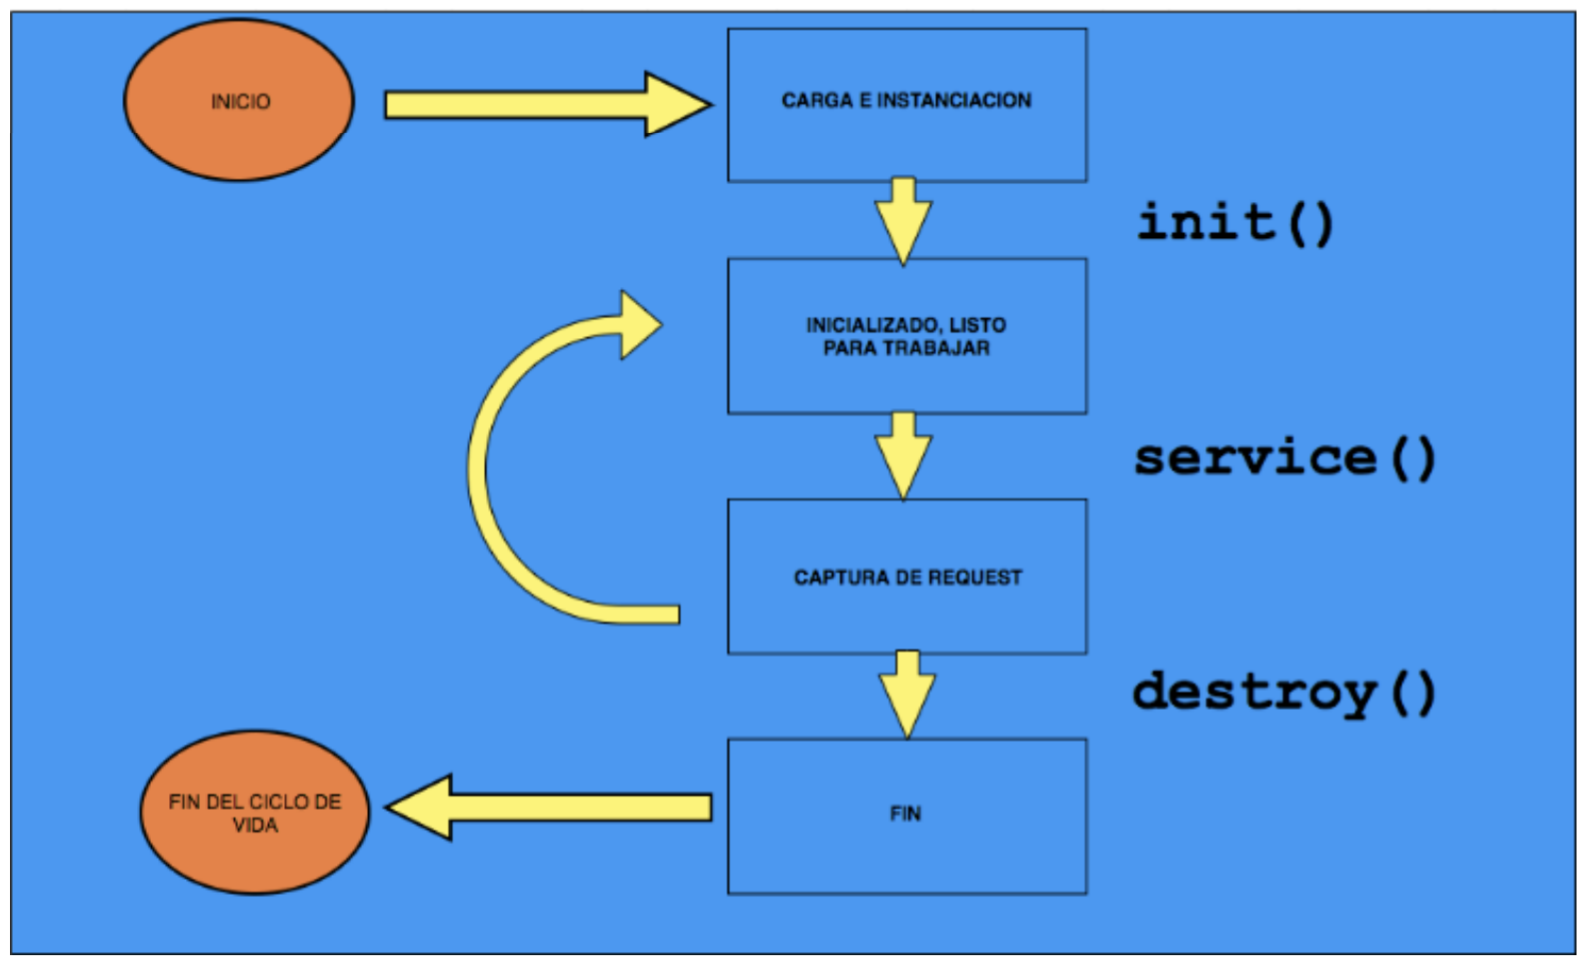 INICIO
CARGA E INSTANCIACION
init()
INICIALIZADO, LISTO
PARA TRABAJAR
service()
CAPTURA DE REQUEST
destroy()
FIN
FIN DEL CICLO DE
VIDA